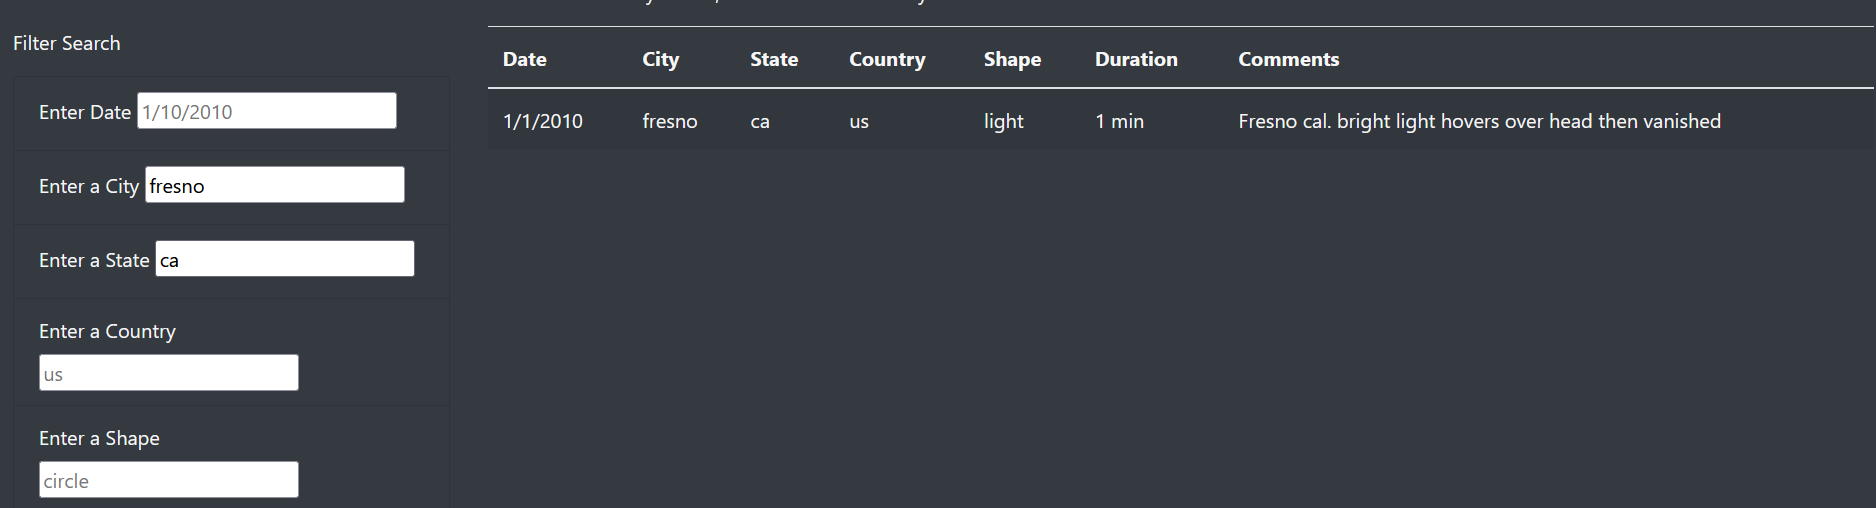 Filter Search
Enter Date 1/10/2010
Enter a City fresno
Enter a State ca
Enter a Country
us
Enter a Shape
circle
Date City State Country Shape Duration Comments
1/1/2010 fresno ca us light 1 min Fresno cal. bright light hovers over head then vanished